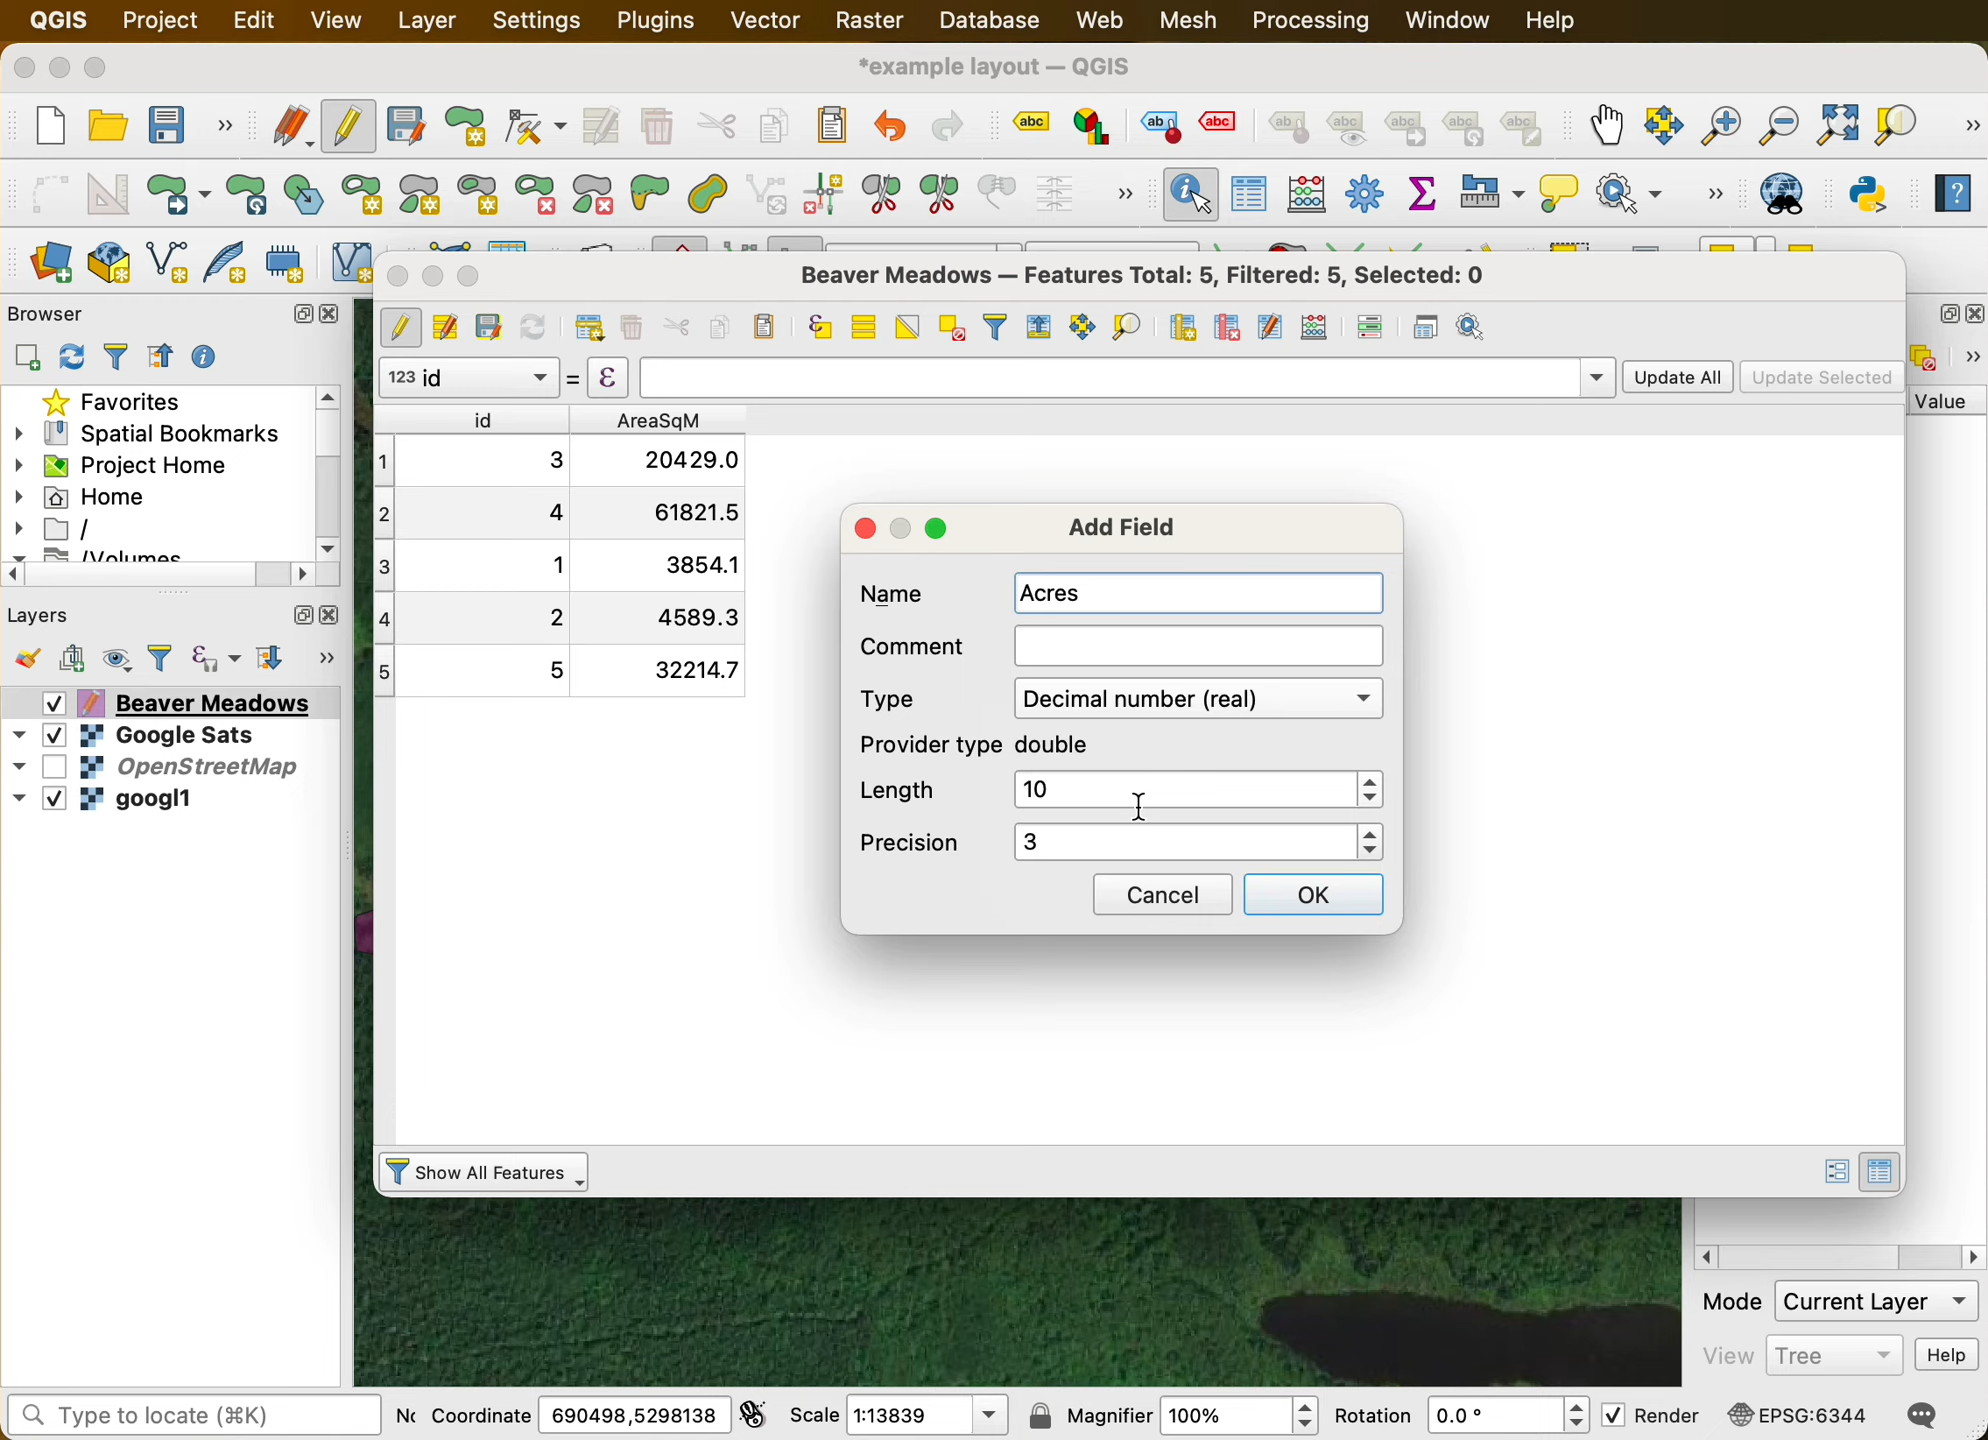 QGIS Project Edit View Layer Settings Plugins Vector Raster Database Web Mesh Processing Window Help
*example layout — QGIS
Browser
Favorites
Spatial Bookmarks
Project Home
Home
/
/Volumes
Layers
Beaver Meadows
Google Sats
OpenStreetMap
googl1
Beaver Meadows — Features Total: 5, Filtered: 5, Selected: 0
123 id = ε Update All Update Selected
id AreaSqM
1 3 20429.0
2 4 61821.5
3 1 3854.1
4 2 4589.3
5 5 32214.7
Add Field
Name Acres
Comment
Type Decimal number (real)
Provider type double
Length 10
Precision 3
Cancel OK
Show All Features
Value
Mode Current Layer
View Tree Help
Type to locate (⌘K) Coordinate 690498,5298138 Scale 1:13839 Magnifier 100% Rotation 0.0 ° Render EPSG:6344